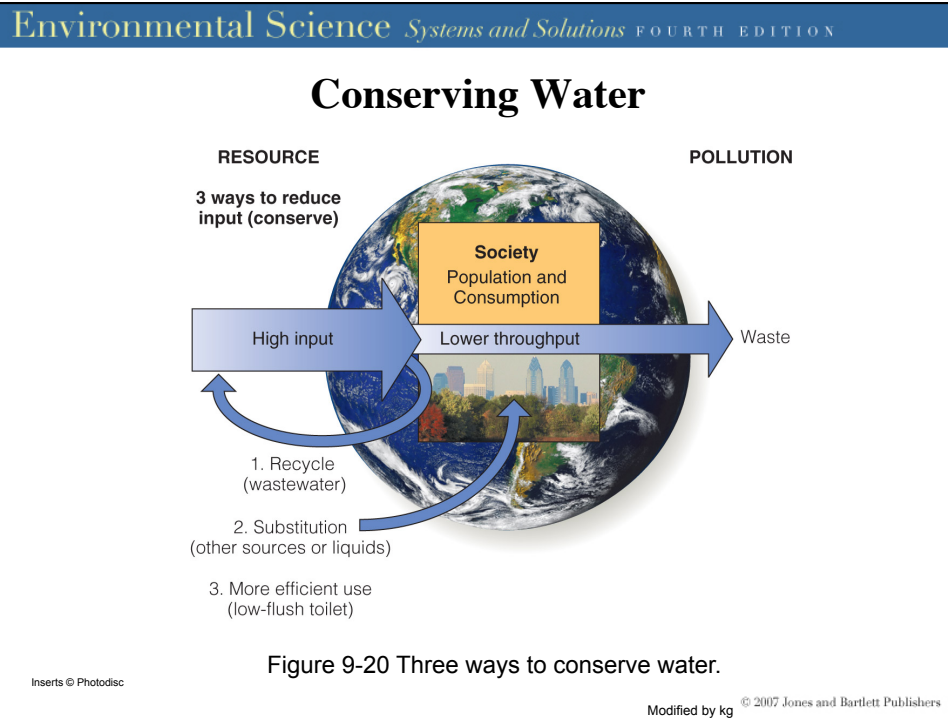 Environmental Science Systems and Solutions FOURTH EDITION
Conserving Water
RESOURCE
POLLUTION
3 ways to reduce
input (conserve)
Society
Population and
Consumption
High input
Lower throughput
Waste
1. Recycle
(wastewater)
2. Substitution
(other sources or liquids)
3. More efficient use
(low-flush toilet)
Figure 9-20 Three ways to conserve water.
Inserts © Photodisc
Modified by kg
© 2007 Jones and Bartlett Publishers